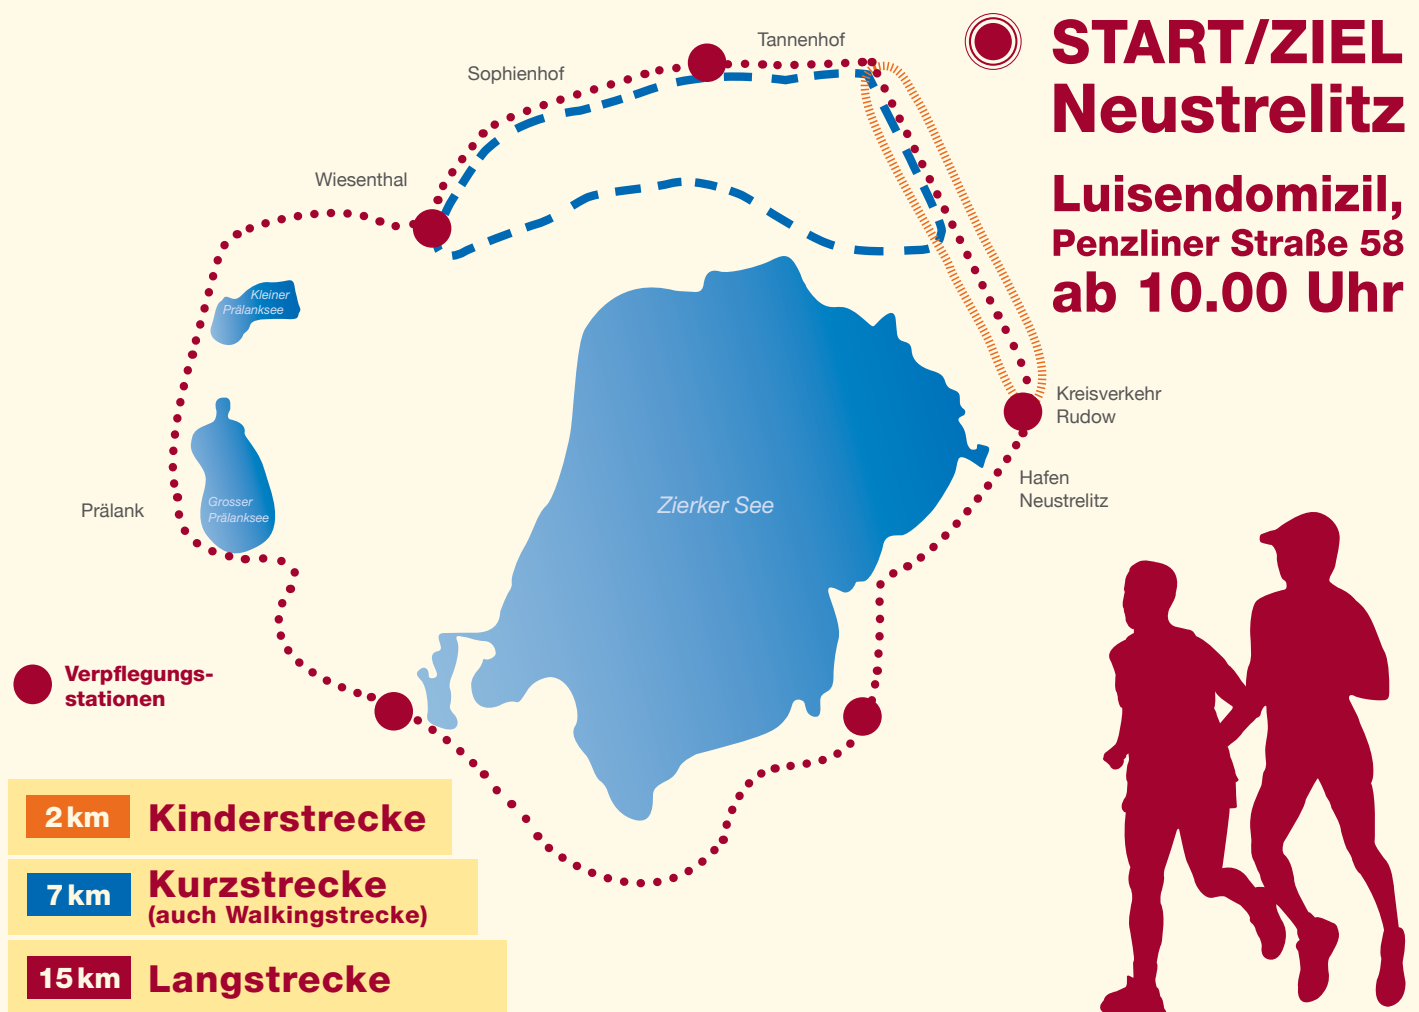 START/ZIEL
Neustrelitz
Luisendomizil,
Penzliner Straße 58
ab 10.00 Uhr
Tannenhof
Sophienhof
Wiesenthal
Kleiner
Prälanksee
Kreisverkehr
Rudow
Hafen
Neustrelitz
Zierker See
Grosser
Prälanksee
Prälank
Verpflegungs-
stationen
2 km Kinderstrecke
7 km Kurzstrecke
(auch Walkingstrecke)
15 km Langstrecke